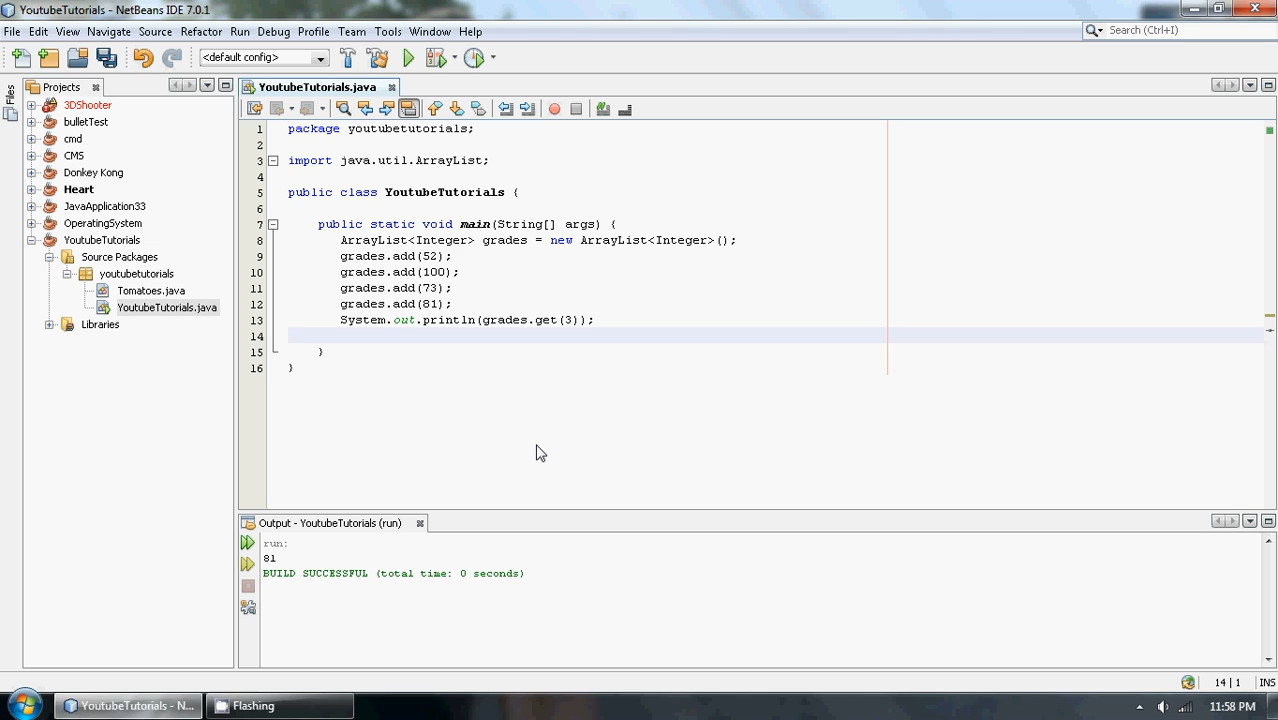 YoutubeTutorials - NetBeans IDE 7.0.1
File Edit View Navigate Source Refactor Run Debug Profile Team Tools Window Help
Search (Ctrl+I)
<default config>
Files
Projects
3DShooter
bulletTest
cmd
CMS
Donkey Kong
Heart
JavaApplication33
OperatingSystem
YoutubeTutorials
Source Packages
youtubetutorials
Tomatoes.java
YoutubeTutorials.java
Libraries
YoutubeTutorials.java
1 package youtubetutorials;
2
3 import java.util.ArrayList;
4
5 public class YoutubeTutorials {
6
7 public static void main(String[] args) {
8 ArrayList<Integer> grades = new ArrayList<Integer>();
9 grades.add(52);
10 grades.add(100);
11 grades.add(73);
12 grades.add(81);
13 System.out.println(grades.get(3));
14
15 }
16 }
Output - YoutubeTutorials (run)
run:
81
BUILD SUCCESSFUL (total time: 0 seconds)
14 | 1 INS
YoutubeTutorials - N...
Flashing
11:58 PM